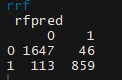 rrf
rfpred
0 1
0 1647 46
1 113 859